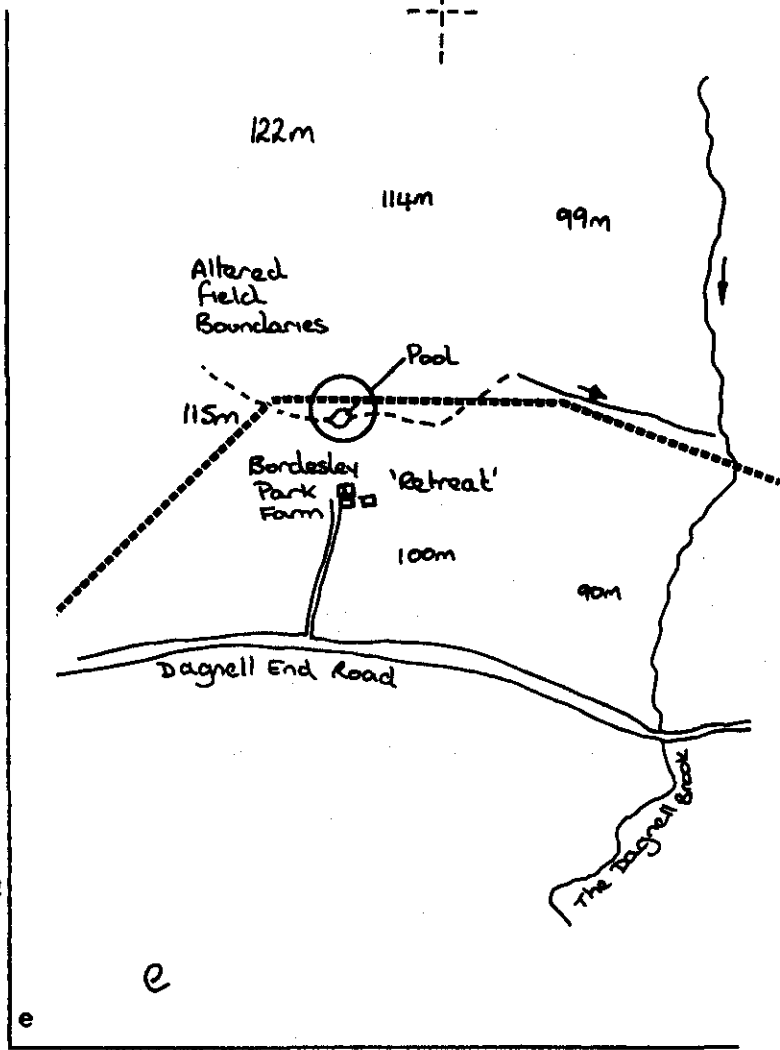 122m
114m
99m
Altered
field
Boundaries
Pool
115m
Bordesley
Park
Farm
'Retreat'
100m
90m
Dagnell End Road
The Dagnell Brook
e
e